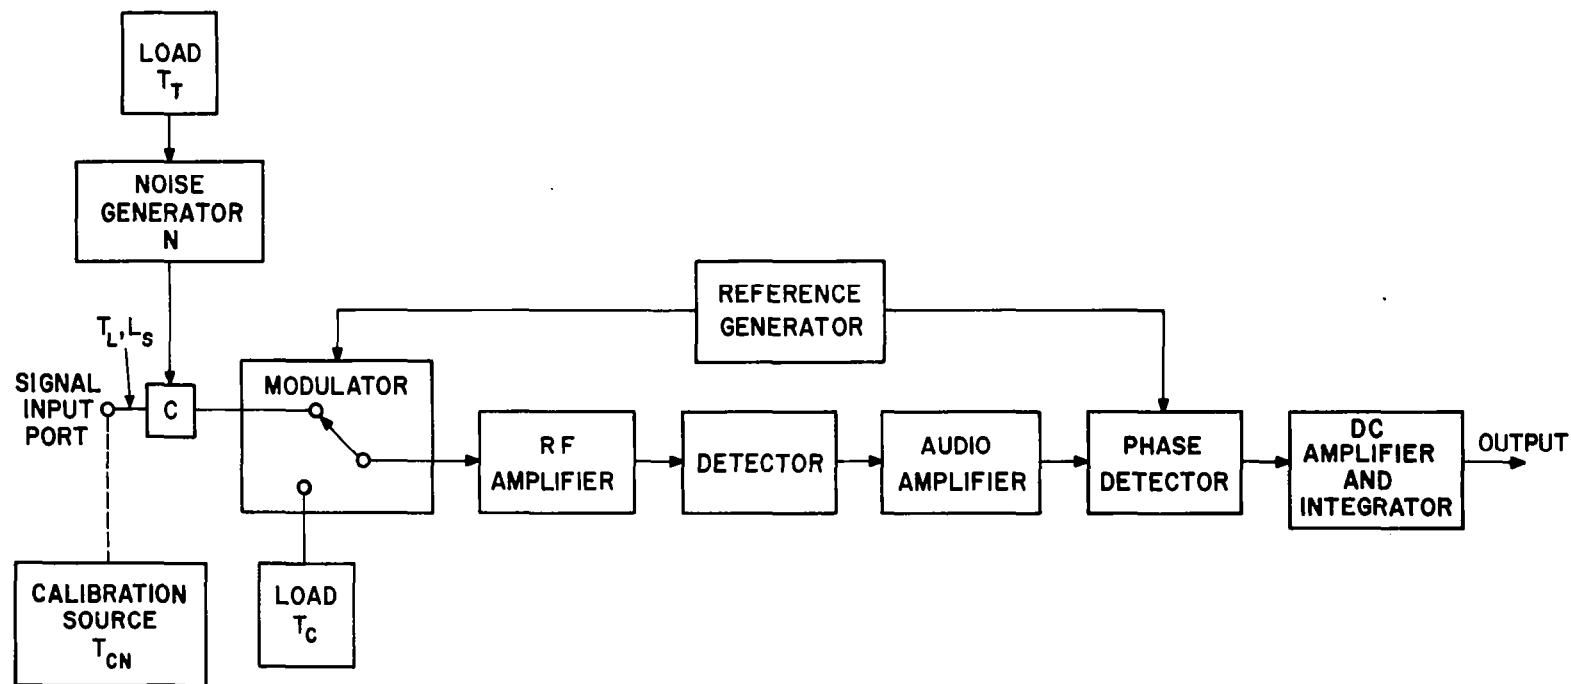 LOAD
T_T
NOISE
GENERATOR
N
REFERENCE
GENERATOR
T_L, L_S
SIGNAL
INPUT
PORT
C
MODULATOR
RF
AMPLIFIER
DETECTOR
AUDIO
AMPLIFIER
PHASE
DETECTOR
DC
AMPLIFIER
AND
INTEGRATOR
OUTPUT
CALIBRATION
SOURCE
T_CN
LOAD
T_C